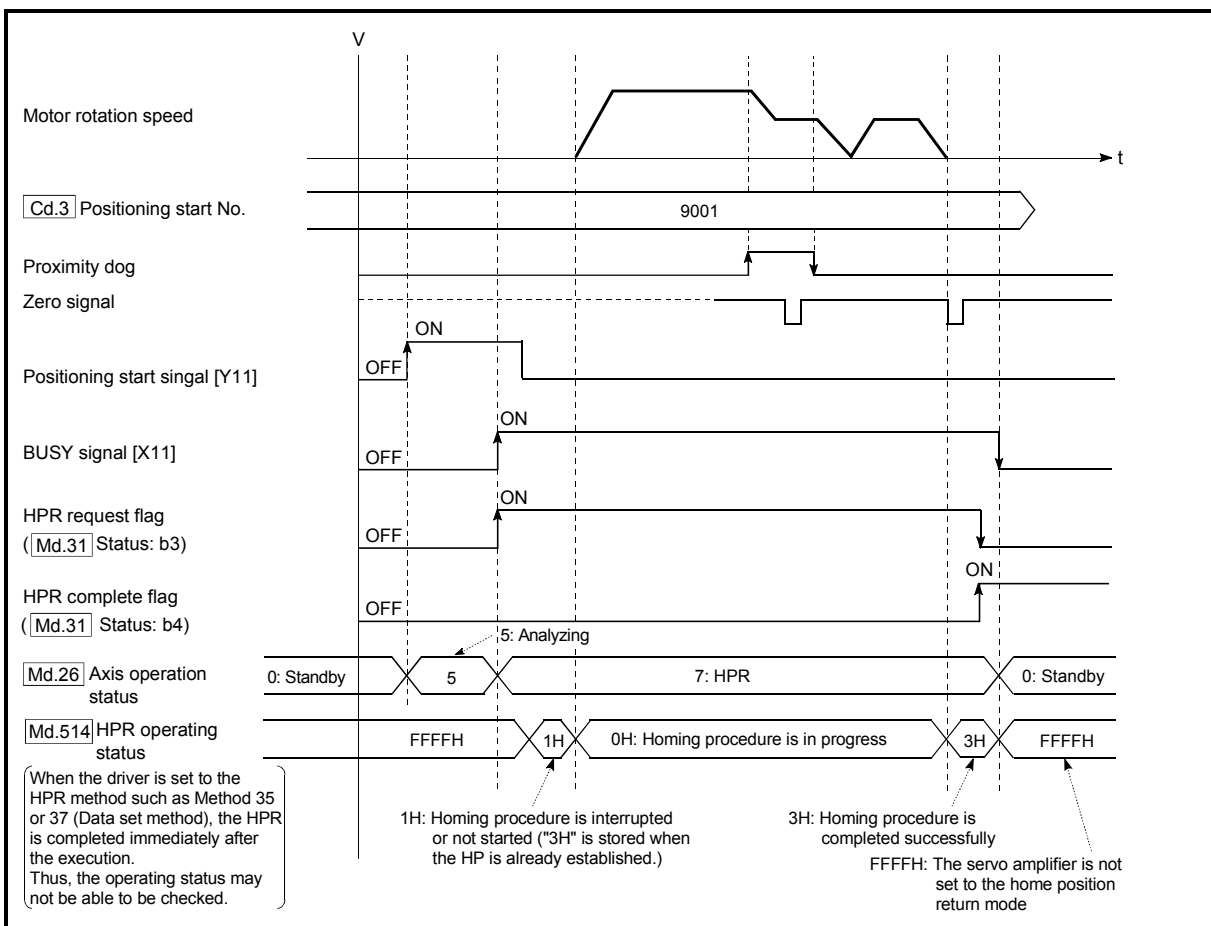 V
Motor rotation speed
t
Cd.3 Positioning start No.
9001
Proximity dog
Zero signal
ON
OFF
Positioning start singal [Y11]
ON
BUSY signal [X11]
OFF
ON
HPR request flag
OFF
( Md.31 Status: b3)
ON
HPR complete flag
OFF
( Md.31 Status: b4)
5: Analyzing
Md.26 Axis operation
status
0: Standby
5
7: HPR
0: Standby
Md.514 HPR operating
status
FFFFH
1H
0H: Homing procedure is in progress
3H
FFFFH
When the driver is set to the
HPR method such as Method 35
or 37 (Data set method), the HPR
is completed immediately after
the execution.
Thus, the operating status may
not be able to be checked.
1H: Homing procedure is interrupted
or not started ("3H" is stored when
the HP is already established.)
3H: Homing procedure is
completed successfully
FFFFH: The servo amplifier is not
set to the home position
return mode